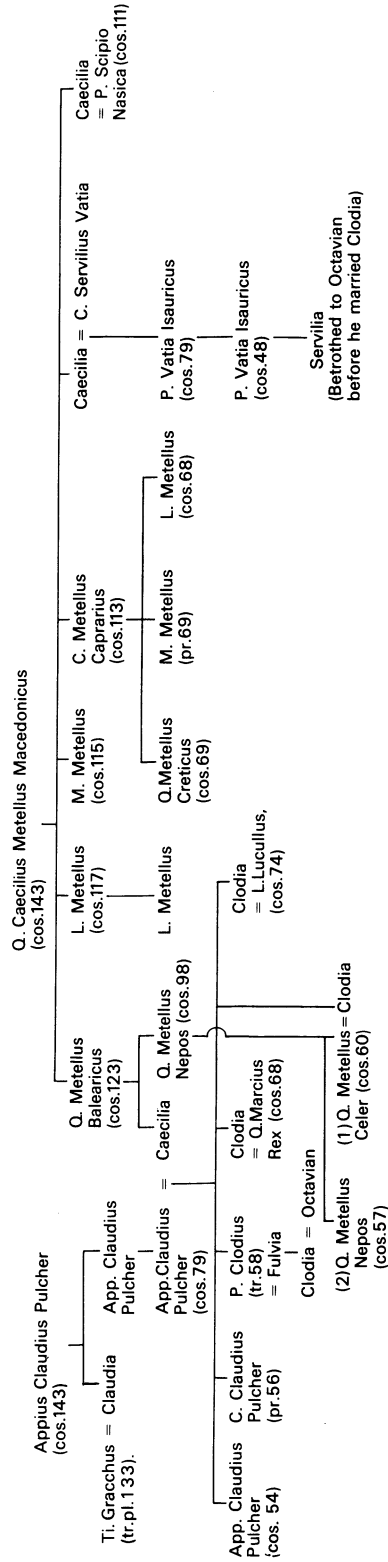 Appius Claudius Pulcher
(cos.143)
Q. Caecilius Metellus Macedonicus
(cos.143)
Ti. Gracchus = Claudia
(tr.pl.133).
App. Claudius
Pulcher
Q. Metellus
Balearicus
(cos.123)
L. Metellus
(cos.117)
M. Metellus
(cos.115)
C. Metellus
Caprarius
(cos.113)
Caecilia = C. Servilius Vatia
Caecilia
= P. Scipio
Nasica (cos.111)
App.Claudius
Pulcher
(cos.79)
=
Caecilia
Q. Metellus
Nepos (cos.98)
L. Metellus
Q.Metellus
Creticus
(cos.69)
M. Metellus
(pr.69)
L. Metellus
(cos.68)
P. Vatia Isauricus
(cos.79)
P. Vatia Isauricus
(cos.48)
Servilia
(Betrothed to Octavian
before he married Clodia)
App. Claudius
Pulcher
(cos. 54)
C. Claudius
Pulcher
(pr.56)
P. Clodius
(tr.58)
= Fulvia
Clodia
= Q.Marcius
Rex (cos.68)
Clodia
= L.Lucullus,
(cos.74)
Clodia = Octavian
(2) Q. Metellus
Nepos
(cos.57)
(1) Q. Metellus = Clodia
Celer (cos.60)